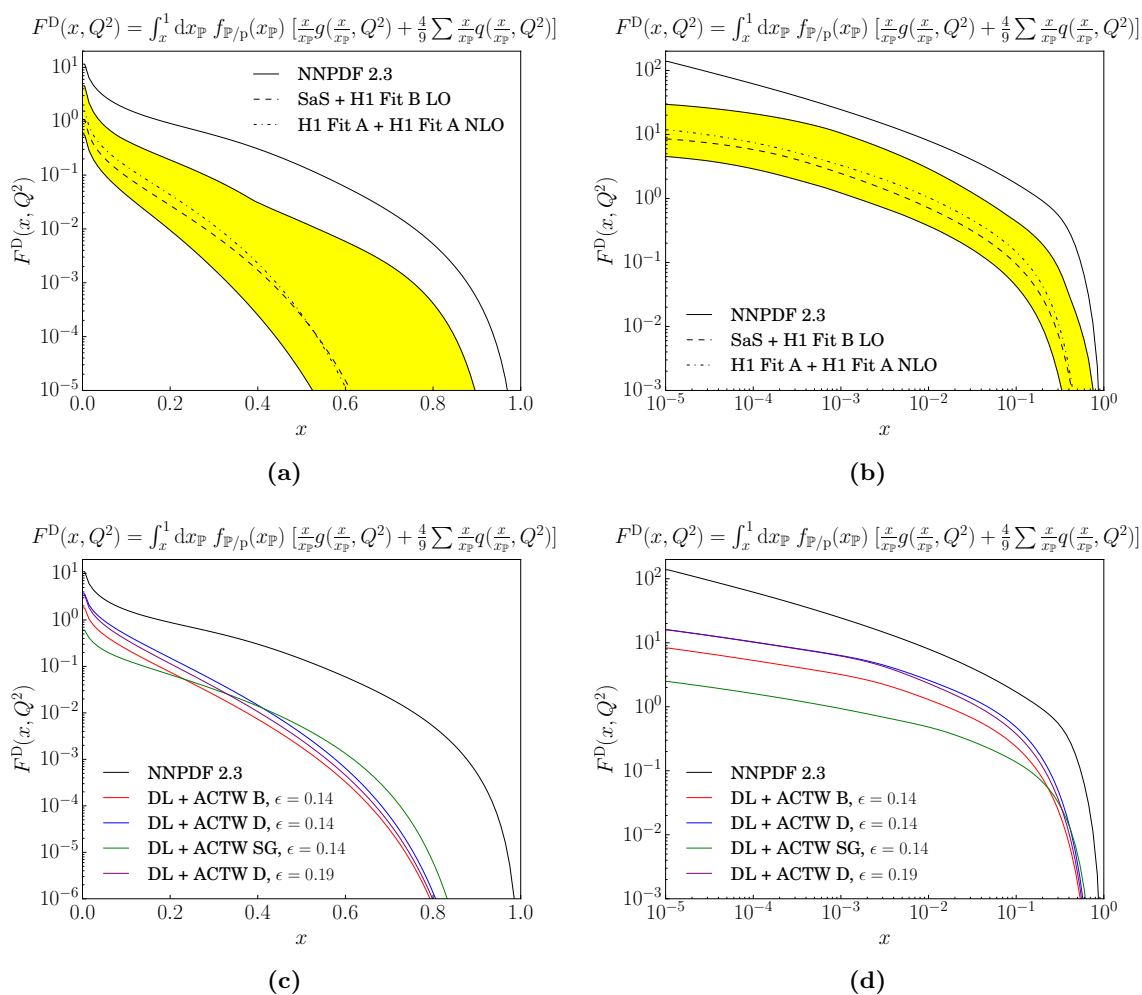 F^D(x, Q^2) = ∫_x^1 dx_ℙ f_{ℙ/p}(x_ℙ) [x/x_ℙ g(x/x_ℙ, Q^2) + 4/9 ∑ x/x_ℙ q(x/x_ℙ, Q^2)]
10^1
10^0
10^-1
10^-2
10^-3
10^-4
10^-5
F^D(x, Q^2)
NNPDF 2.3
SaS + H1 Fit B LO
H1 Fit A + H1 Fit A NLO
0.0 0.2 0.4 0.6 0.8 1.0
x
(a)
F^D(x, Q^2) = ∫_x^1 dx_ℙ f_{ℙ/p}(x_ℙ) [x/x_ℙ g(x/x_ℙ, Q^2) + 4/9 ∑ x/x_ℙ q(x/x_ℙ, Q^2)]
10^2
10^1
10^0
10^-1
10^-2
10^-3
F^D(x, Q^2)
NNPDF 2.3
SaS + H1 Fit B LO
H1 Fit A + H1 Fit A NLO
10^-5 10^-4 10^-3 10^-2 10^-1 10^0
x
(b)
F^D(x, Q^2) = ∫_x^1 dx_ℙ f_{ℙ/p}(x_ℙ) [x/x_ℙ g(x/x_ℙ, Q^2) + 4/9 ∑ x/x_ℙ q(x/x_ℙ, Q^2)]
10^1
10^0
10^-1
10^-2
10^-3
10^-4
10^-5
10^-6
F^D(x, Q^2)
NNPDF 2.3
DL + ACTW B, ϵ = 0.14
DL + ACTW D, ϵ = 0.14
DL + ACTW SG, ϵ = 0.14
DL + ACTW D, ϵ = 0.19
0.0 0.2 0.4 0.6 0.8 1.0
x
(c)
F^D(x, Q^2) = ∫_x^1 dx_ℙ f_{ℙ/p}(x_ℙ) [x/x_ℙ g(x/x_ℙ, Q^2) + 4/9 ∑ x/x_ℙ q(x/x_ℙ, Q^2)]
10^2
10^1
10^0
10^-1
10^-2
10^-3
F^D(x, Q^2)
NNPDF 2.3
DL + ACTW B, ϵ = 0.14
DL + ACTW D, ϵ = 0.14
DL + ACTW SG, ϵ = 0.14
DL + ACTW D, ϵ = 0.19
10^-5 10^-4 10^-3 10^-2 10^-1 10^0
x
(d)